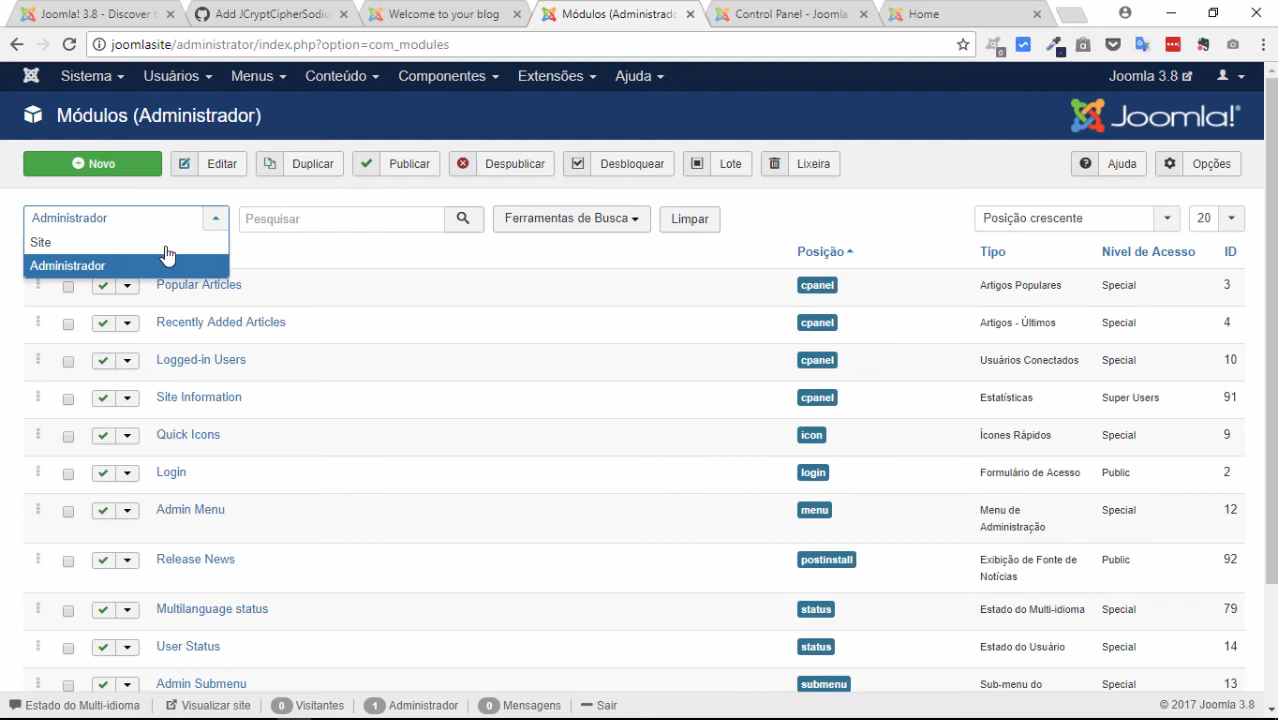 Joomla! 3.8 - Discover t
Add JCryptCipherSodiu
Welcome to your blog
Módulos (Administrado
Control Panel - Joomla
Home
joomlasite/administrator/index.php?option=com_modules
0
Sistema
Usuários
Menus
Conteúdo
Componentes
Extensões
Ajuda
Joomla 3.8
Módulos (Administrador)
Joomla!®
Novo
Editar
Duplicar
Publicar
Despublicar
Desbloquear
Lote
Lixeira
Ajuda
Opções
Administrador
Pesquisar
Ferramentas de Busca
Limpar
Posição crescente
20
Site
Administrador
Posição
Tipo
Nível de Acesso
ID
Popular Articles
cpanel
Artigos Populares
Special
3
Recently Added Articles
cpanel
Artigos - Últimos
Special
4
Logged-in Users
cpanel
Usuários Conectados
Special
10
Site Information
cpanel
Estatísticas
Super Users
91
Quick Icons
icon
Ícones Rápidos
Special
9
Login
login
Formulário de Acesso
Public
2
Admin Menu
menu
Menu de
Administração
Special
12
Release News
postinstall
Exibição de Fonte de
Notícias
Public
92
Multilanguage status
status
Estado do Multi-idioma
Special
79
User Status
status
Estado do Usuário
Special
14
Admin Submenu
submenu
Sub-menu do
Special
13
Estado do Multi-idioma
Visualizar site
0 Visitantes
1 Administrador
0 Mensagens
Sair
© 2017 Joomla 3.8